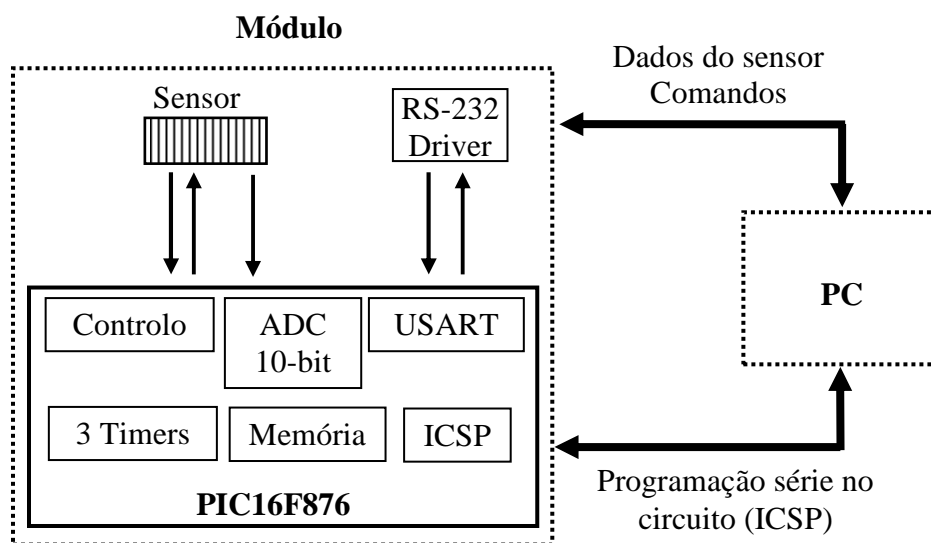 Módulo
Dados do sensor
Comandos
Sensor
RS-232
Driver
PC
Controlo
ADC
10-bit
USART
3 Timers
Memória
ICSP
PIC16F876
Programação série no
circuito (ICSP)